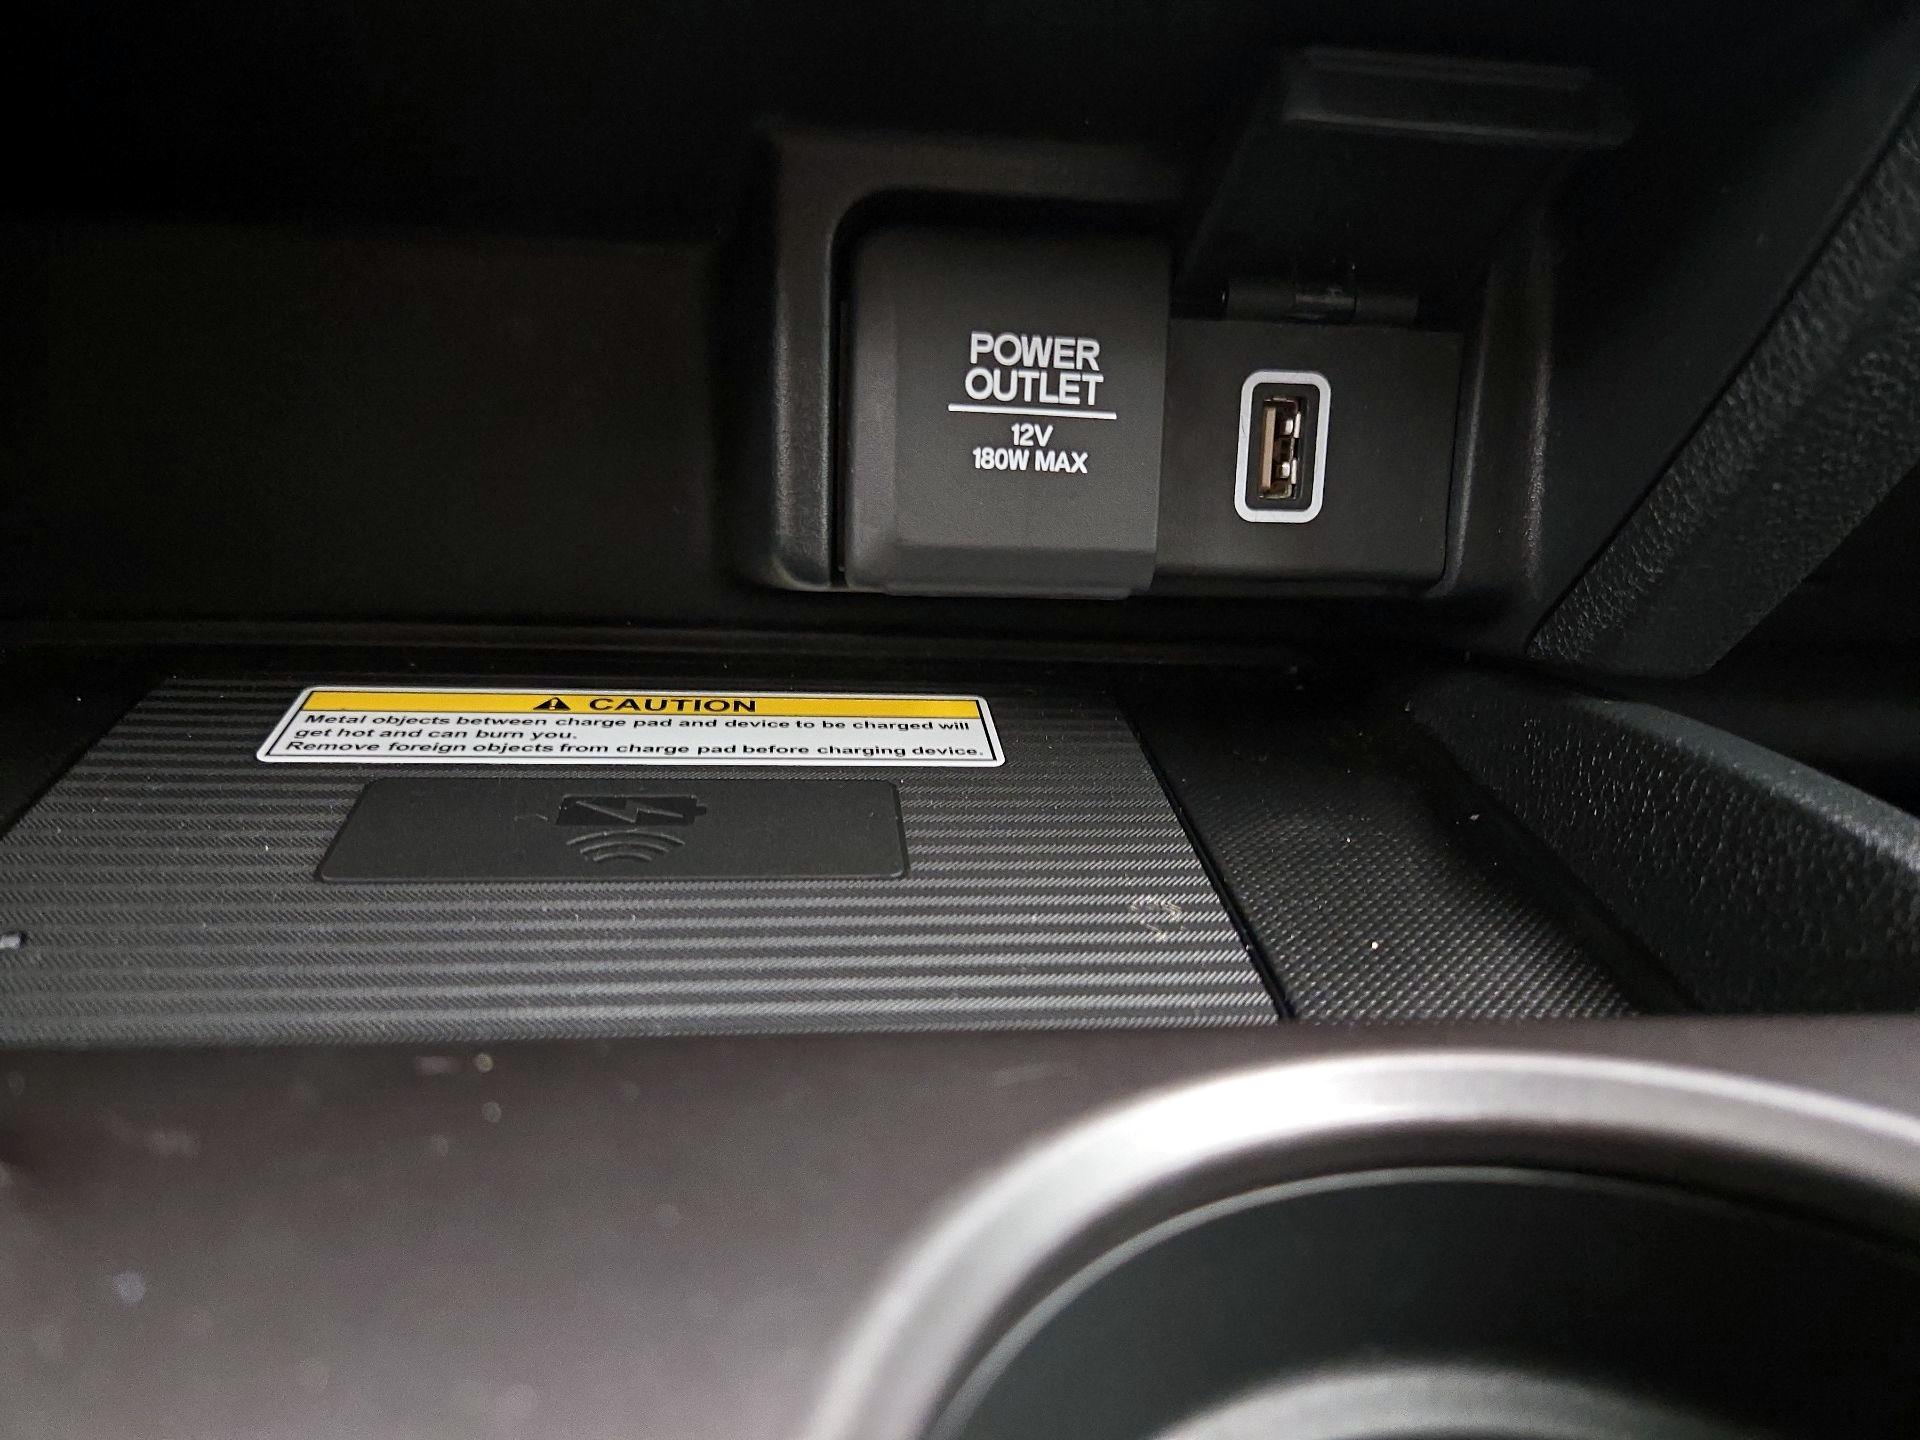 POWER
OUTLET
12V
180W MAX
CAUTION
Metal objects between charge pad and device to be charged will
get hot and can burn you.
Remove foreign objects from charge pad before charging device.